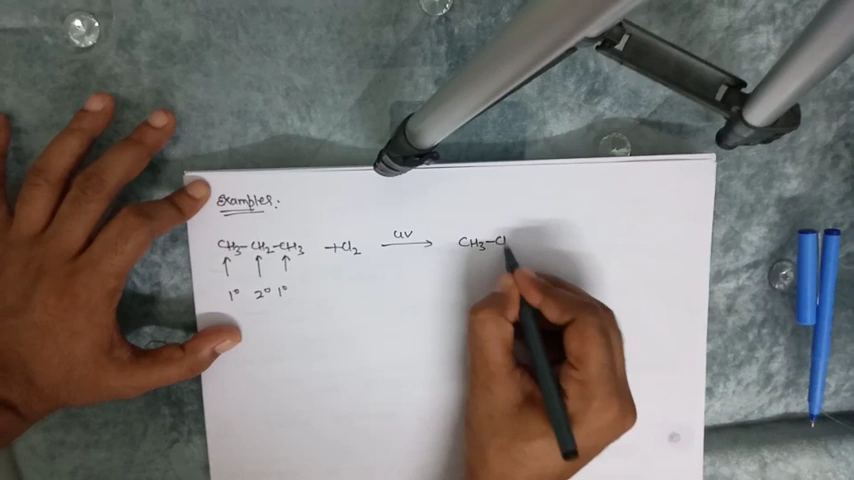 Examples:
CH3-CH2-CH3 +Cl2 UV → CH3-C
↑ ↑ ↑
1° 2° 1°